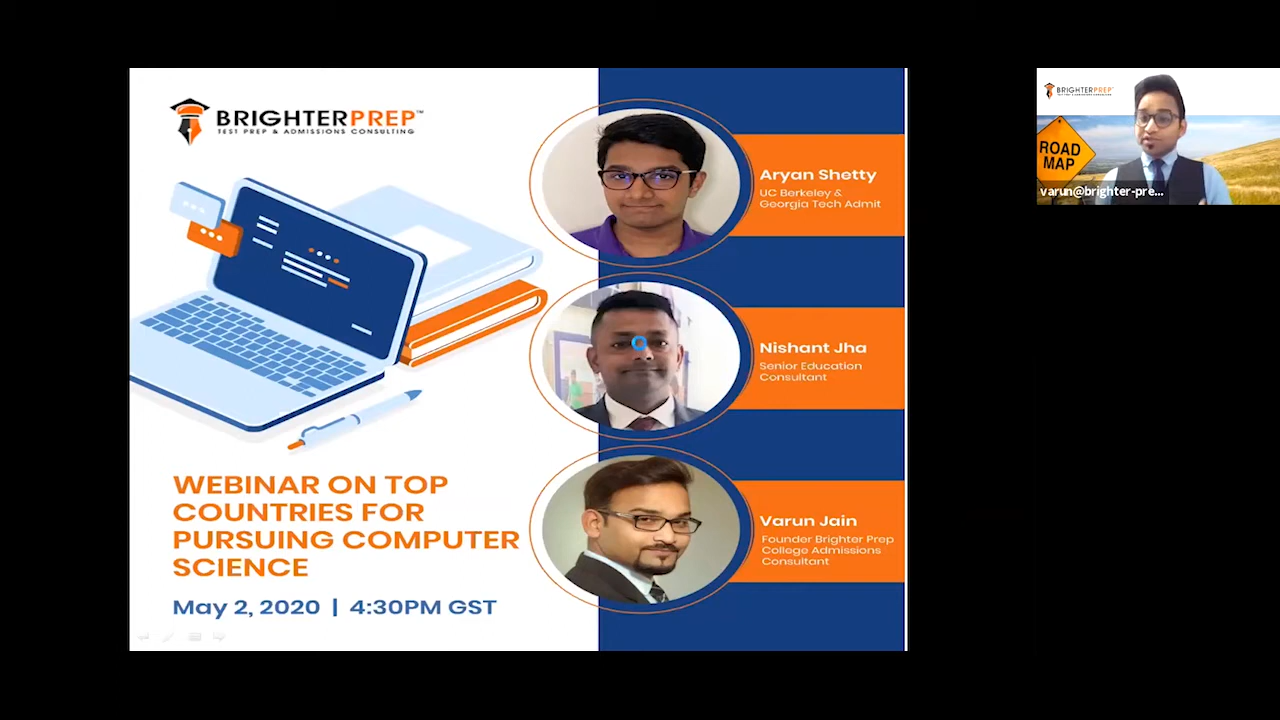 BRIGHTERPREP™
TEST PREP & ADMISSIONS CONSULTING
Aryan Shetty
UC Berkeley &
Georgia Tech Admit
Nishant Jha
Senior Education
Consultant
Varun Jain
Founder Brighter Prep
College Admissions
Consultant
WEBINAR ON TOP
COUNTRIES FOR
PURSUING COMPUTER
SCIENCE
May 2, 2020 | 4:30PM GST
BRIGHTERPREP
ROAD
MAP
varun@brighter-pre...